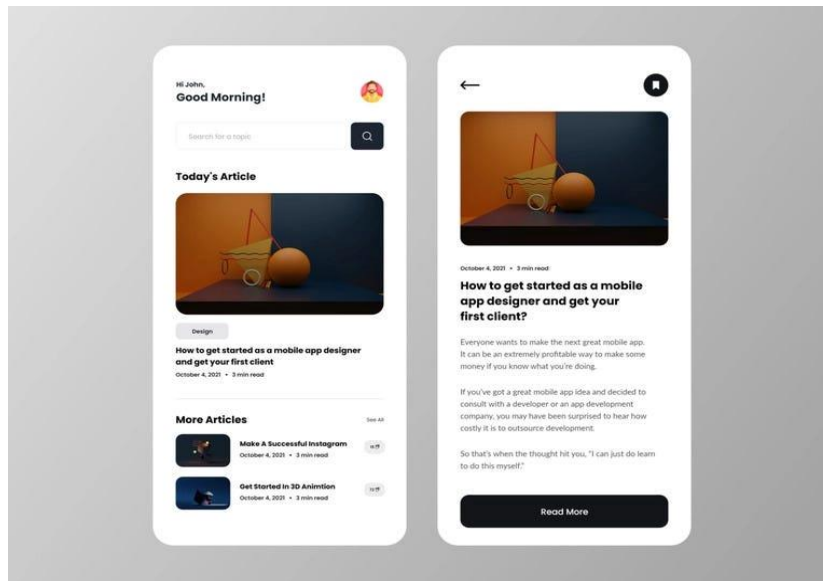 Hi John,
Good Morning!
Search for a topic
Today's Article
Design
How to get started as a mobile app designer
and get your first client
October 4, 2021 • 3 min read
More Articles
See All
Make A Successful Instagram
October 4, 2021 • 3 min read
Get Started In 3D Animtion
October 4, 2021 • 3 min read
October 4, 2021 • 3 min read
How to get started as a mobile
app designer and get your
first client?
Everyone wants to make the next great mobile app.
It can be an extremely profitable way to make some
money if you know what you're doing.
If you've got a great mobile app idea and decided to
consult with a developer or an app development
company, you may have been surprised to hear how
costly it is to outsource development.
So that's when the thought hit you, "I can just do learn
to do this myself."
Read More